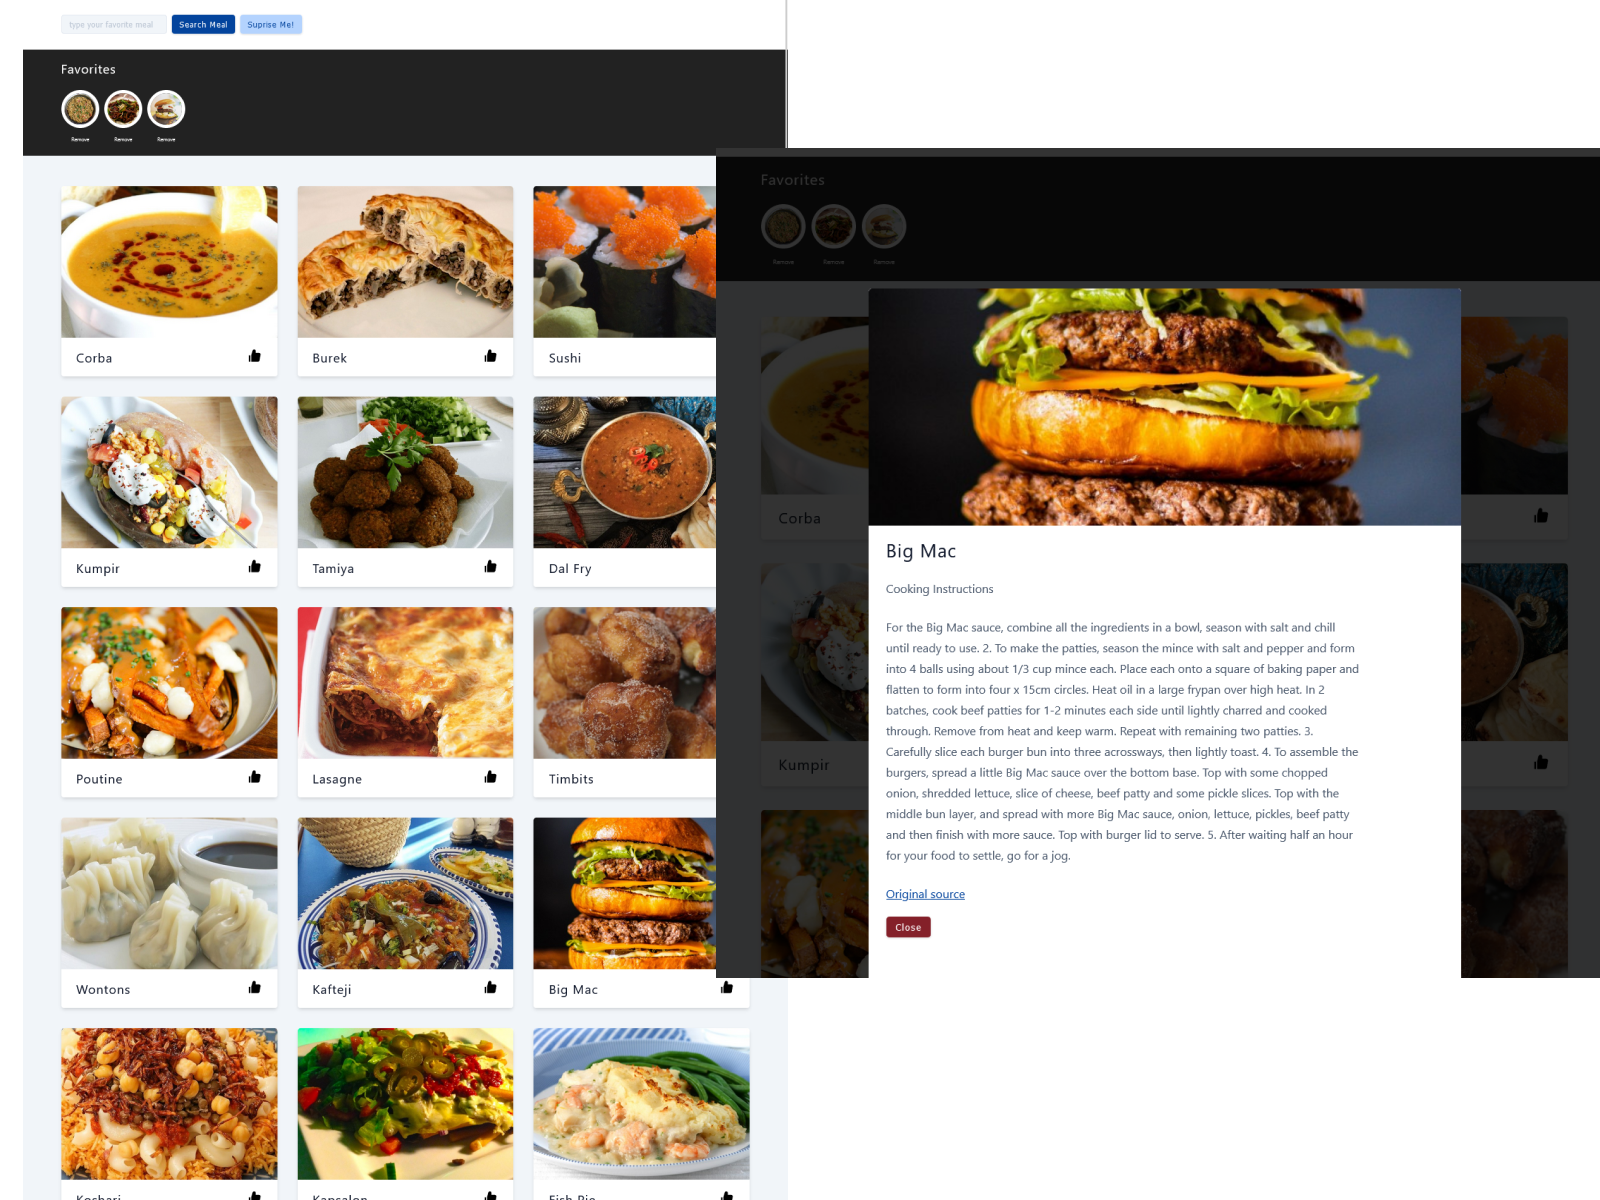 type your favorite meal
Search Meal
Suprise Me!
Favorites
Remove
Remove
Remove
Corba
Burek
Sushi
Kumpir
Tamiya
Dal Fry
Poutine
Lasagne
Timbits
Wontons
Kafteji
Big Mac
Koshari
Kapsalon
Fish Pie
Favorites
Remove
Remove
Remove
Corba
Kumpir
Big Mac
Cooking Instructions
For the Big Mac sauce, combine all the ingredients in a bowl, season with salt and chill
until ready to use. 2. To make the patties, season the mince with salt and pepper and form
into 4 balls using about 1/3 cup mince each. Place each onto a square of baking paper and
flatten to form into four x 15cm circles. Heat oil in a large frypan over high heat. In 2
batches, cook beef patties for 1-2 minutes each side until lightly charred and cooked
through. Remove from heat and keep warm. Repeat with remaining two patties. 3.
Carefully slice each burger bun into three acrossways, then lightly toast. 4. To assemble the
burgers, spread a little Big Mac sauce over the bottom base. Top with some chopped
onion, shredded lettuce, slice of cheese, beef patty and some pickle slices. Top with the
middle bun layer, and spread with more Big Mac sauce, onion, lettuce, pickles, beef patty
and then finish with more sauce. Top with burger lid to serve. 5. After waiting half an hour
for your food to settle, go for a jog.
Original source
Close